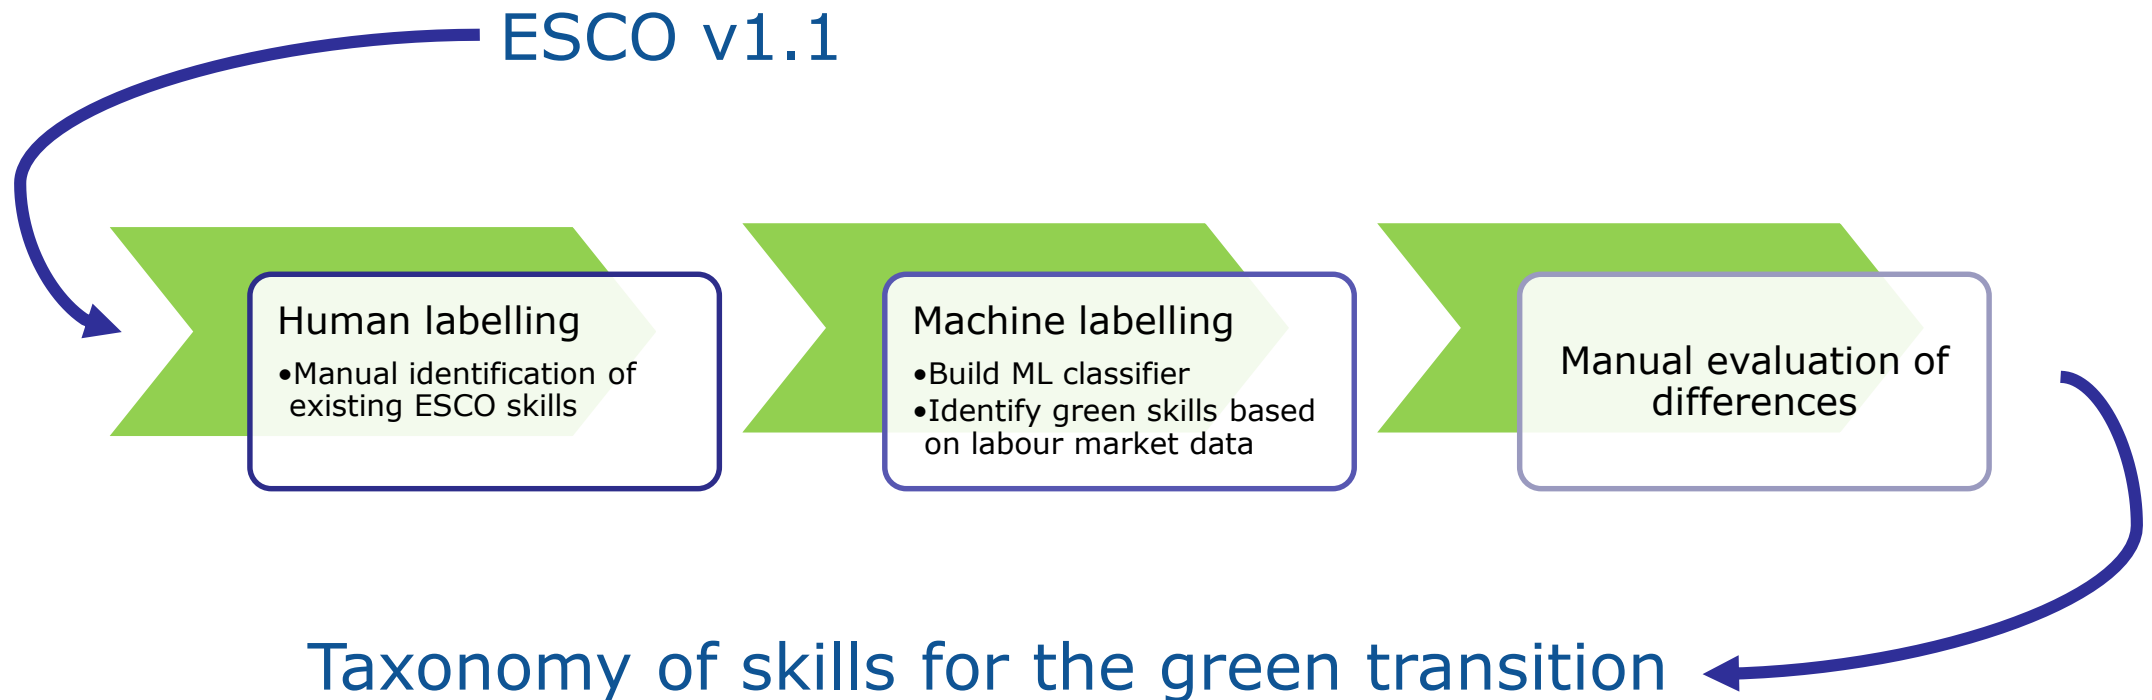 ESCO v1.1
Human labelling
•Manual identification of
existing ESCO skills
Machine labelling
•Build ML classifier
•Identify green skills based
on labour market data
Manual evaluation of
differences
Taxonomy of skills for the green transition